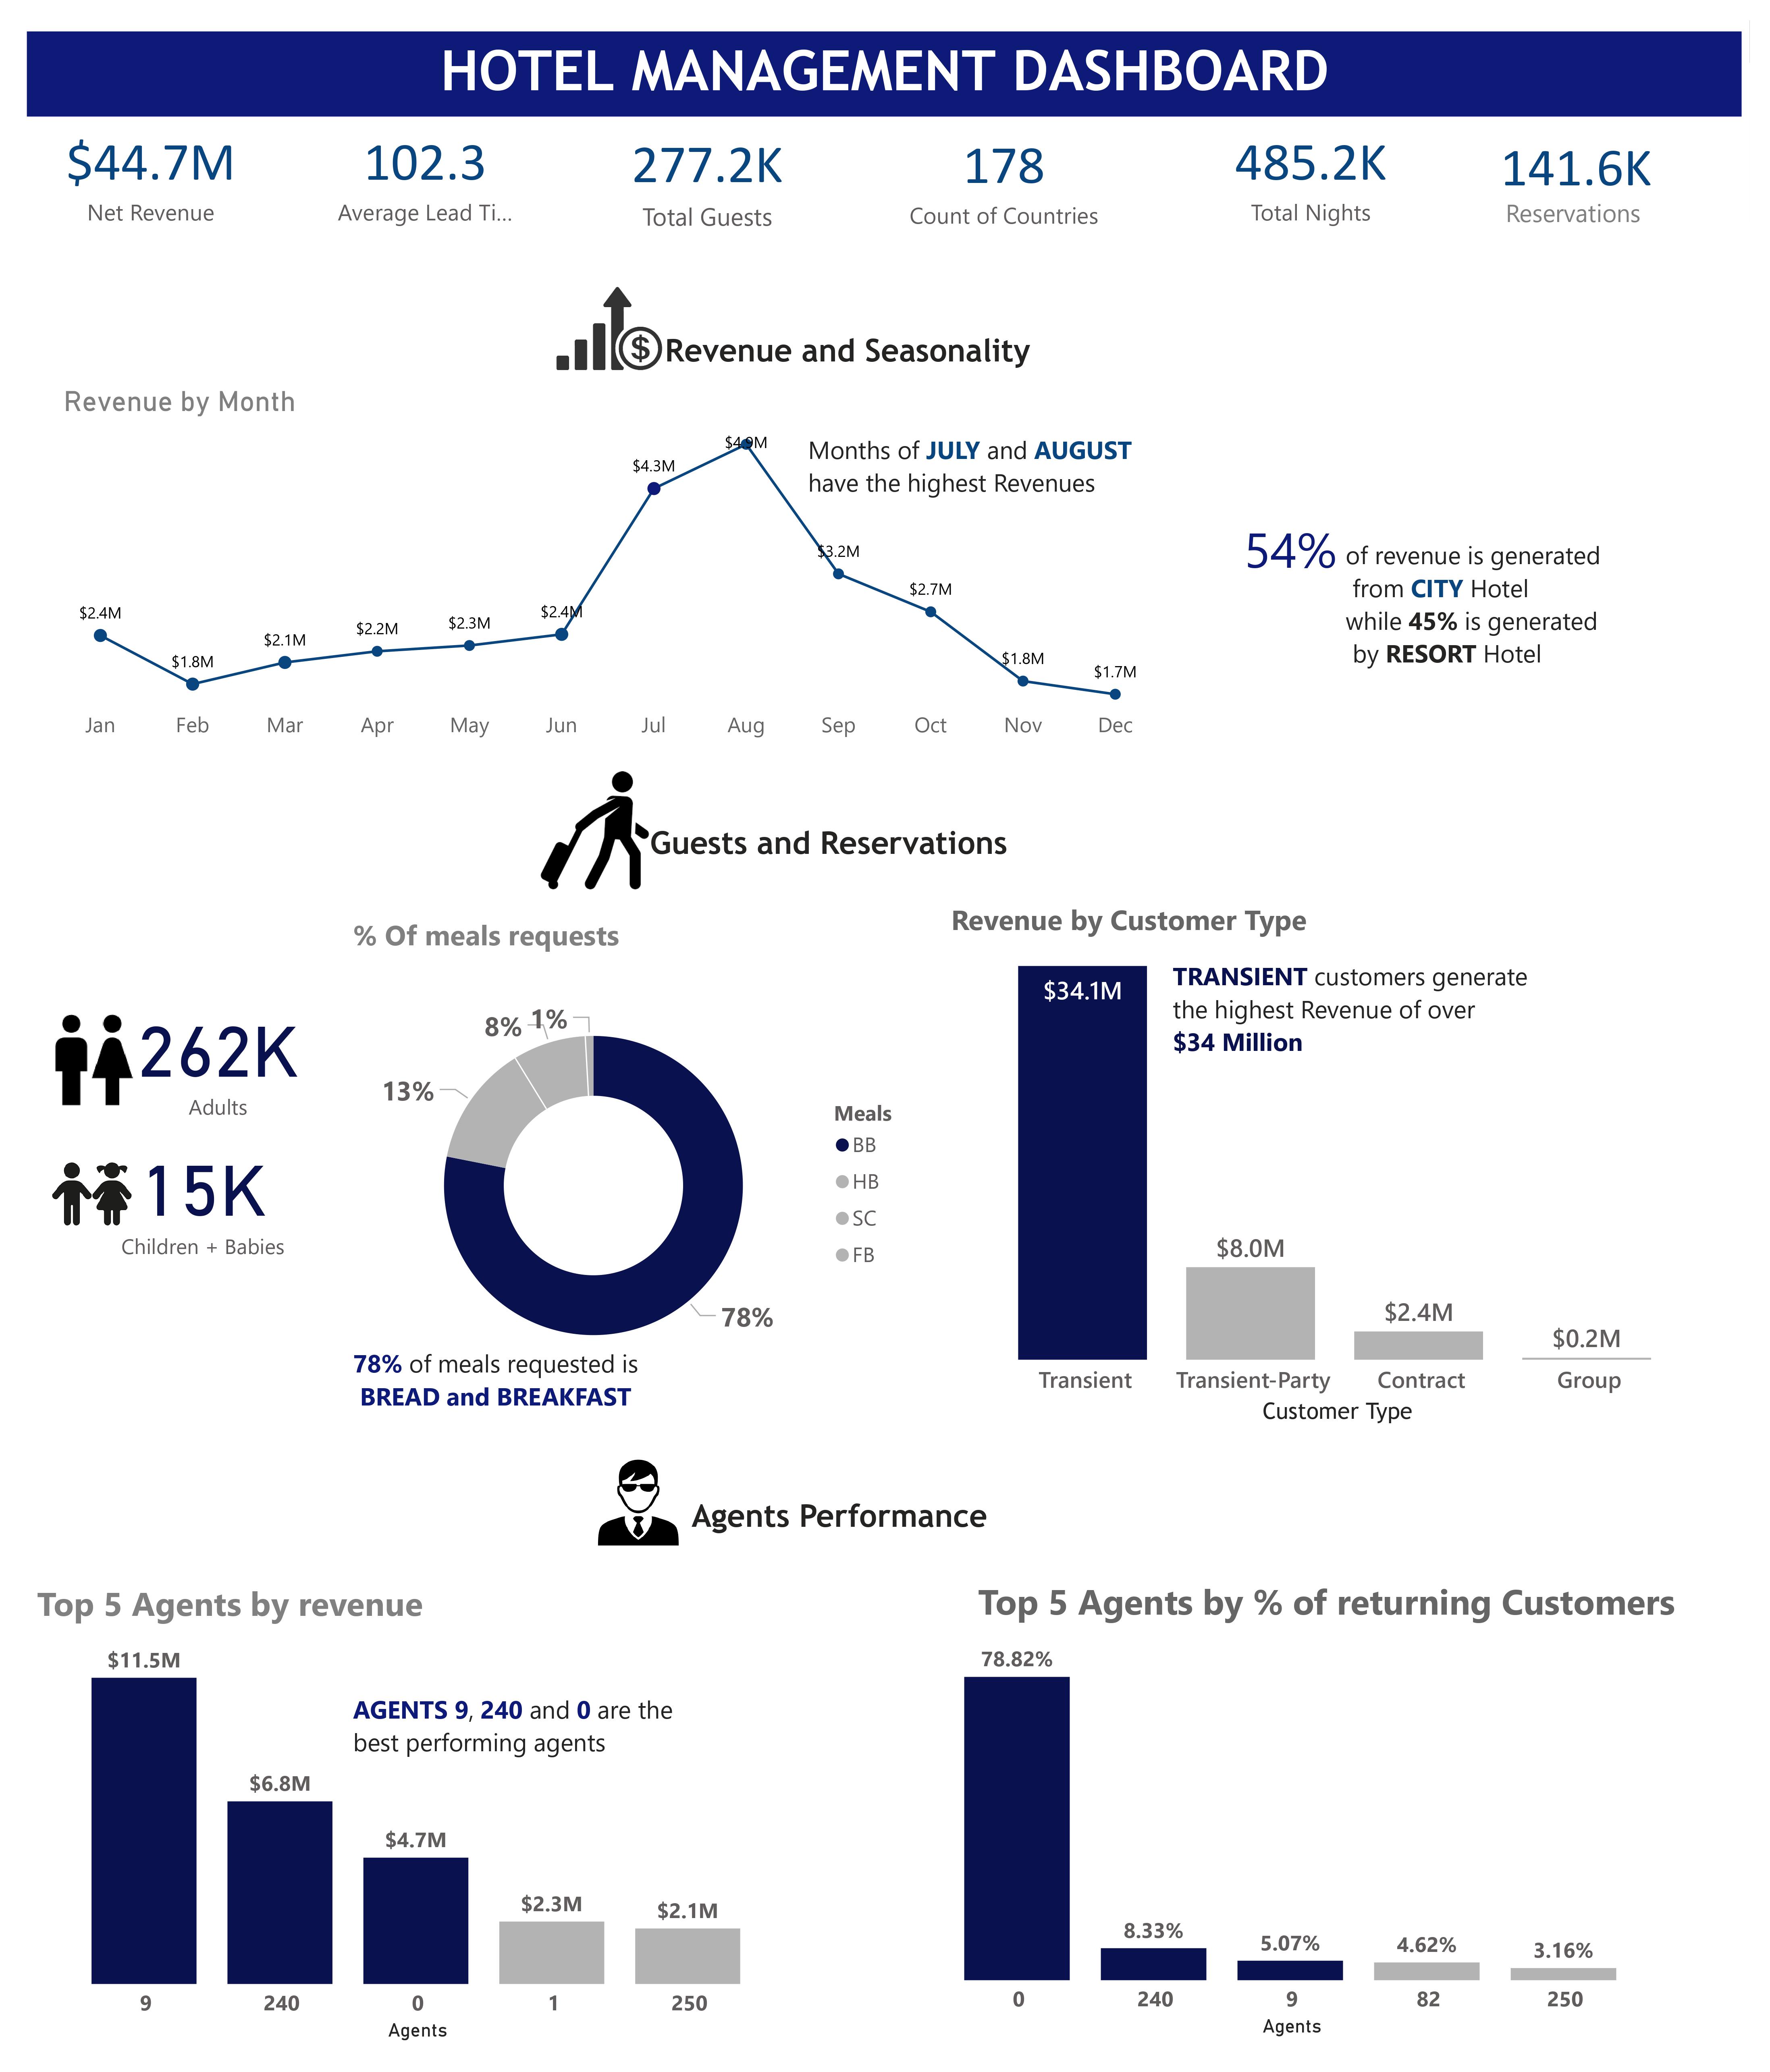 HOTEL MANAGEMENT DASHBOARD
$44.7M
Net Revenue
102.3
Average Lead Ti...
277.2K
Total Guests
178
Count of Countries
485.2K
Total Nights
141.6K
Reservations
$
Revenue and Seasonality
Revenue by Month
$2.4M
$1.8M
$2.1M
$2.2M
$2.3M
$2.4M
$4.3M
$4.9M
$3.2M
$2.7M
$1.8M
$1.7M
Jan Feb Mar Apr May Jun Jul Aug Sep Oct Nov Dec
Months of JULY and AUGUST
have the highest Revenues
54% of revenue is generated
from CITY Hotel
while 45% is generated
by RESORT Hotel
Guests and Reservations
262K
Adults
15K
Children + Babies
% Of meals requests
8% 1%
13%
78%
Meals
BB
HB
SC
FB
78% of meals requested is
BREAD and BREAKFAST
Revenue by Customer Type
$34.1M
$8.0M
$2.4M
$0.2M
TRANSIENT customers generate
the highest Revenue of over
$34 Million
Transient Transient-Party Contract Group
Customer Type
Agents Performance
Top 5 Agents by revenue
$11.5M
$6.8M
$4.7M
$2.3M
$2.1M
AGENTS 9, 240 and 0 are the
best performing agents
9 240 0 1 250
Agents
Top 5 Agents by % of returning Customers
78.82%
8.33%
5.07%
4.62%
3.16%
0 240 9 82 250
Agents